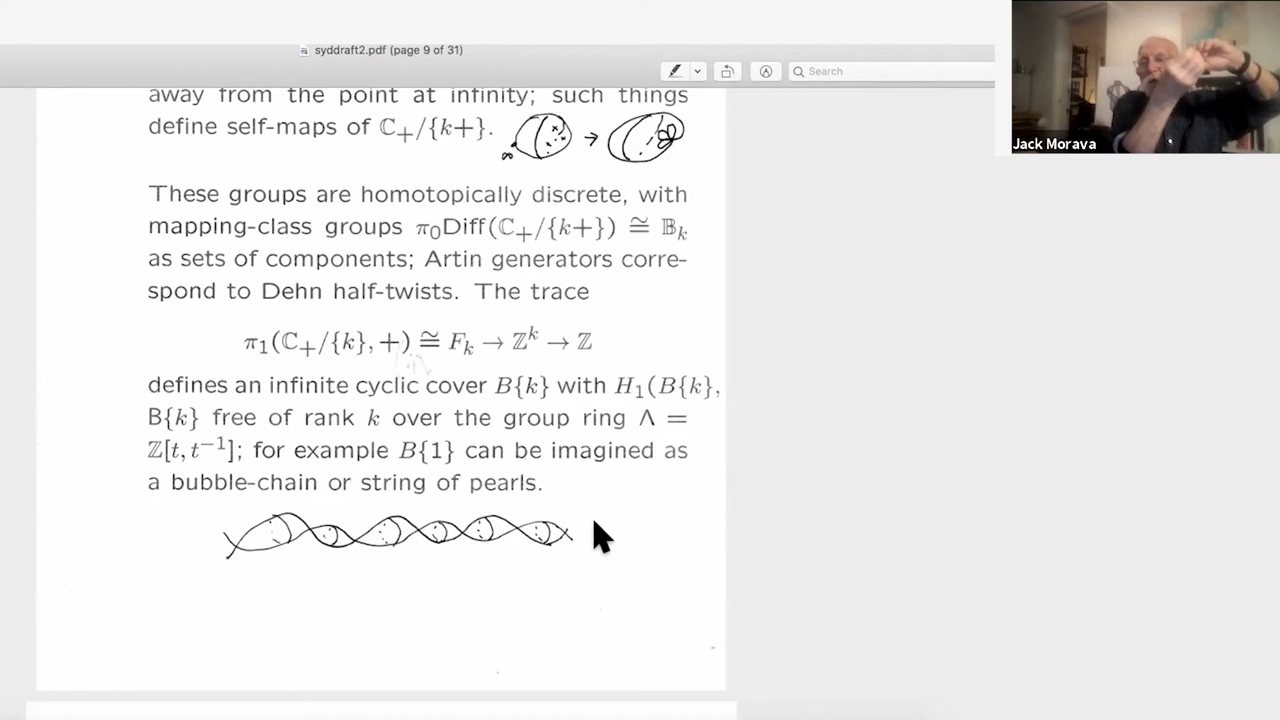 syddraft2.pdf (page 9 of 31)
Search
Jack Morava
away from the point at infinity; such things
define self-maps of ℂ₊/{k+}.
∞
These groups are homotopically discrete, with
mapping-class groups π₀Diff(ℂ₊/{k+}) ≅ 𝔹ₖ
as sets of components; Artin generators corre-
spond to Dehn half-twists. The trace
π₁(ℂ₊/{k}, +) ≅ Fₖ → ℤᵏ → ℤ
defines an infinite cyclic cover B{k} with H₁(B{k},
B{k} free of rank k over the group ring Λ =
ℤ[t, t⁻¹]; for example B{1} can be imagined as
a bubble-chain or string of pearls.